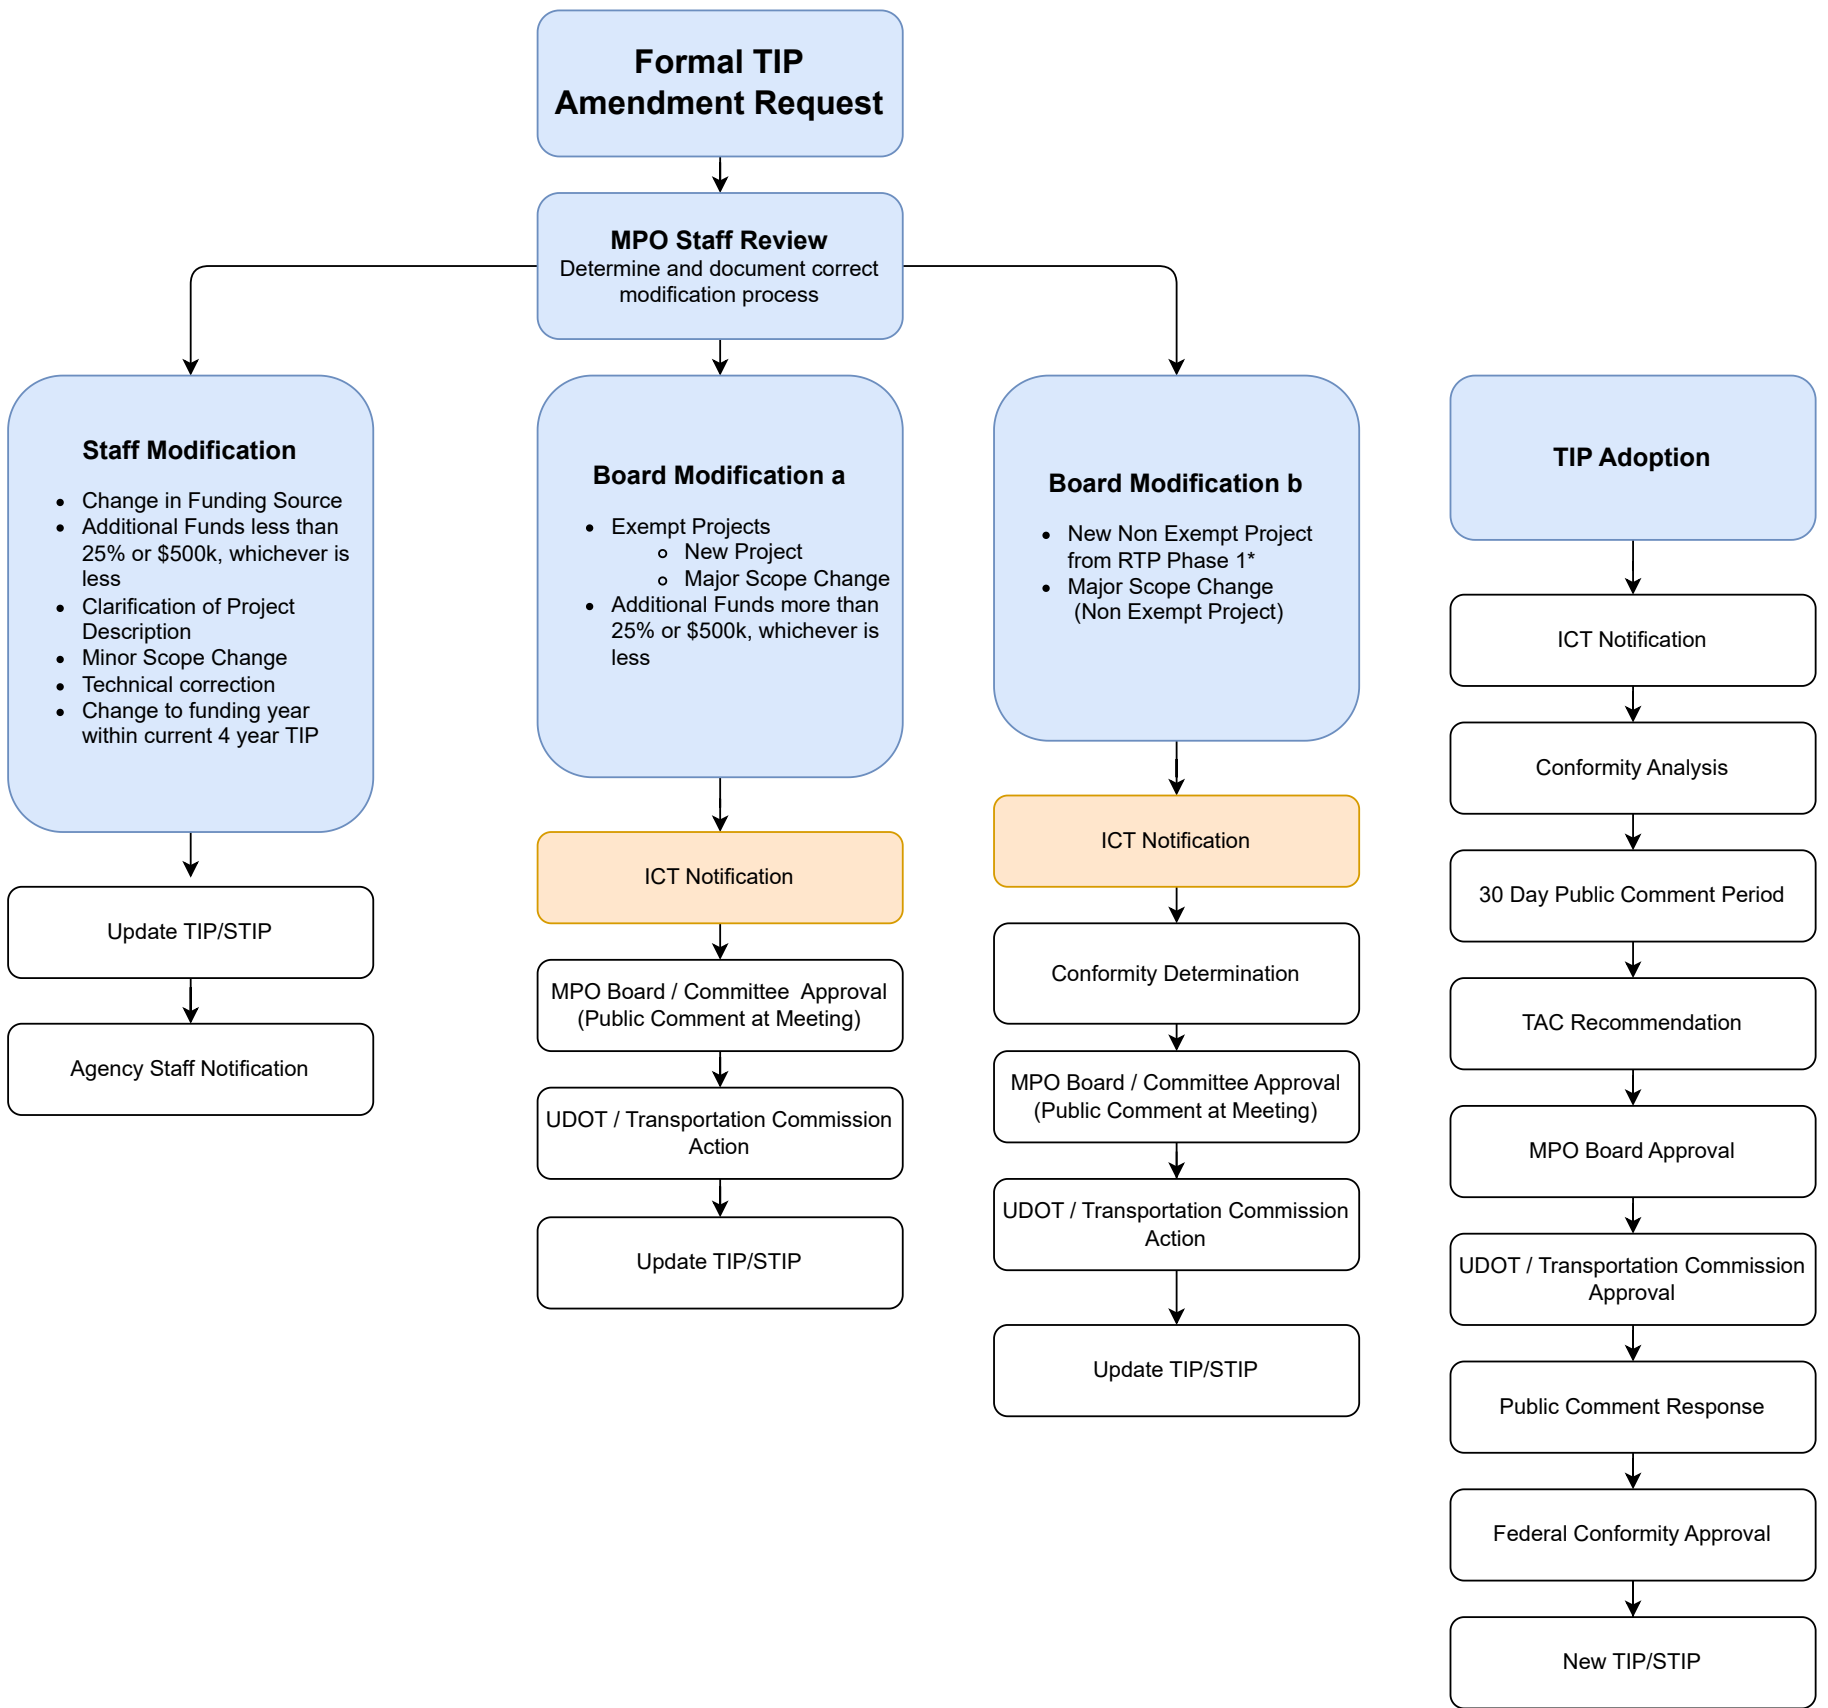 Formal TIP
Amendment Request
MPO Staff Review
Determine and document correct
modification process
Staff Modification
• Change in Funding Source
• Additional Funds less than
25% or $500k, whichever is
less
• Clarification of Project
Description
• Minor Scope Change
• Technical correction
• Change to funding year
within current 4 year TIP
Update TIP/STIP
Agency Staff Notification
Board Modification a
• Exempt Projects
◦ New Project
◦ Major Scope Change
• Additional Funds more than
25% or $500k, whichever is
less
ICT Notification
MPO Board / Committee Approval
(Public Comment at Meeting)
UDOT / Transportation Commission
Action
Update TIP/STIP
Board Modification b
• New Non Exempt Project
from RTP Phase 1*
• Major Scope Change
(Non Exempt Project)
ICT Notification
Conformity Determination
MPO Board / Committee Approval
(Public Comment at Meeting)
UDOT / Transportation Commission
Action
Update TIP/STIP
TIP Adoption
ICT Notification
Conformity Analysis
30 Day Public Comment Period
TAC Recommendation
MPO Board Approval
UDOT / Transportation Commission
Approval
Public Comment Response
Federal Conformity Approval
New TIP/STIP